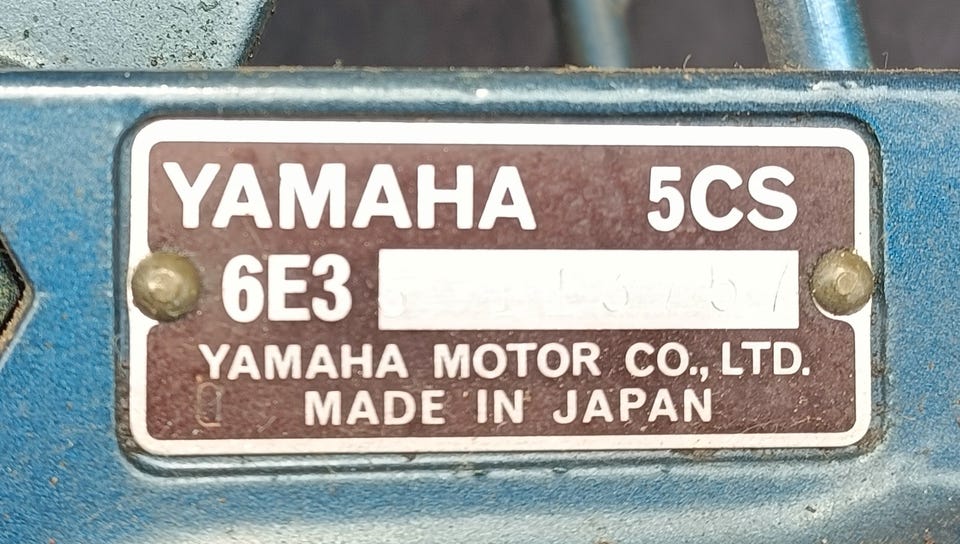 YAMAHA 5CS
6E3
YAMAHA MOTOR CO., LTD.
MADE IN JAPAN